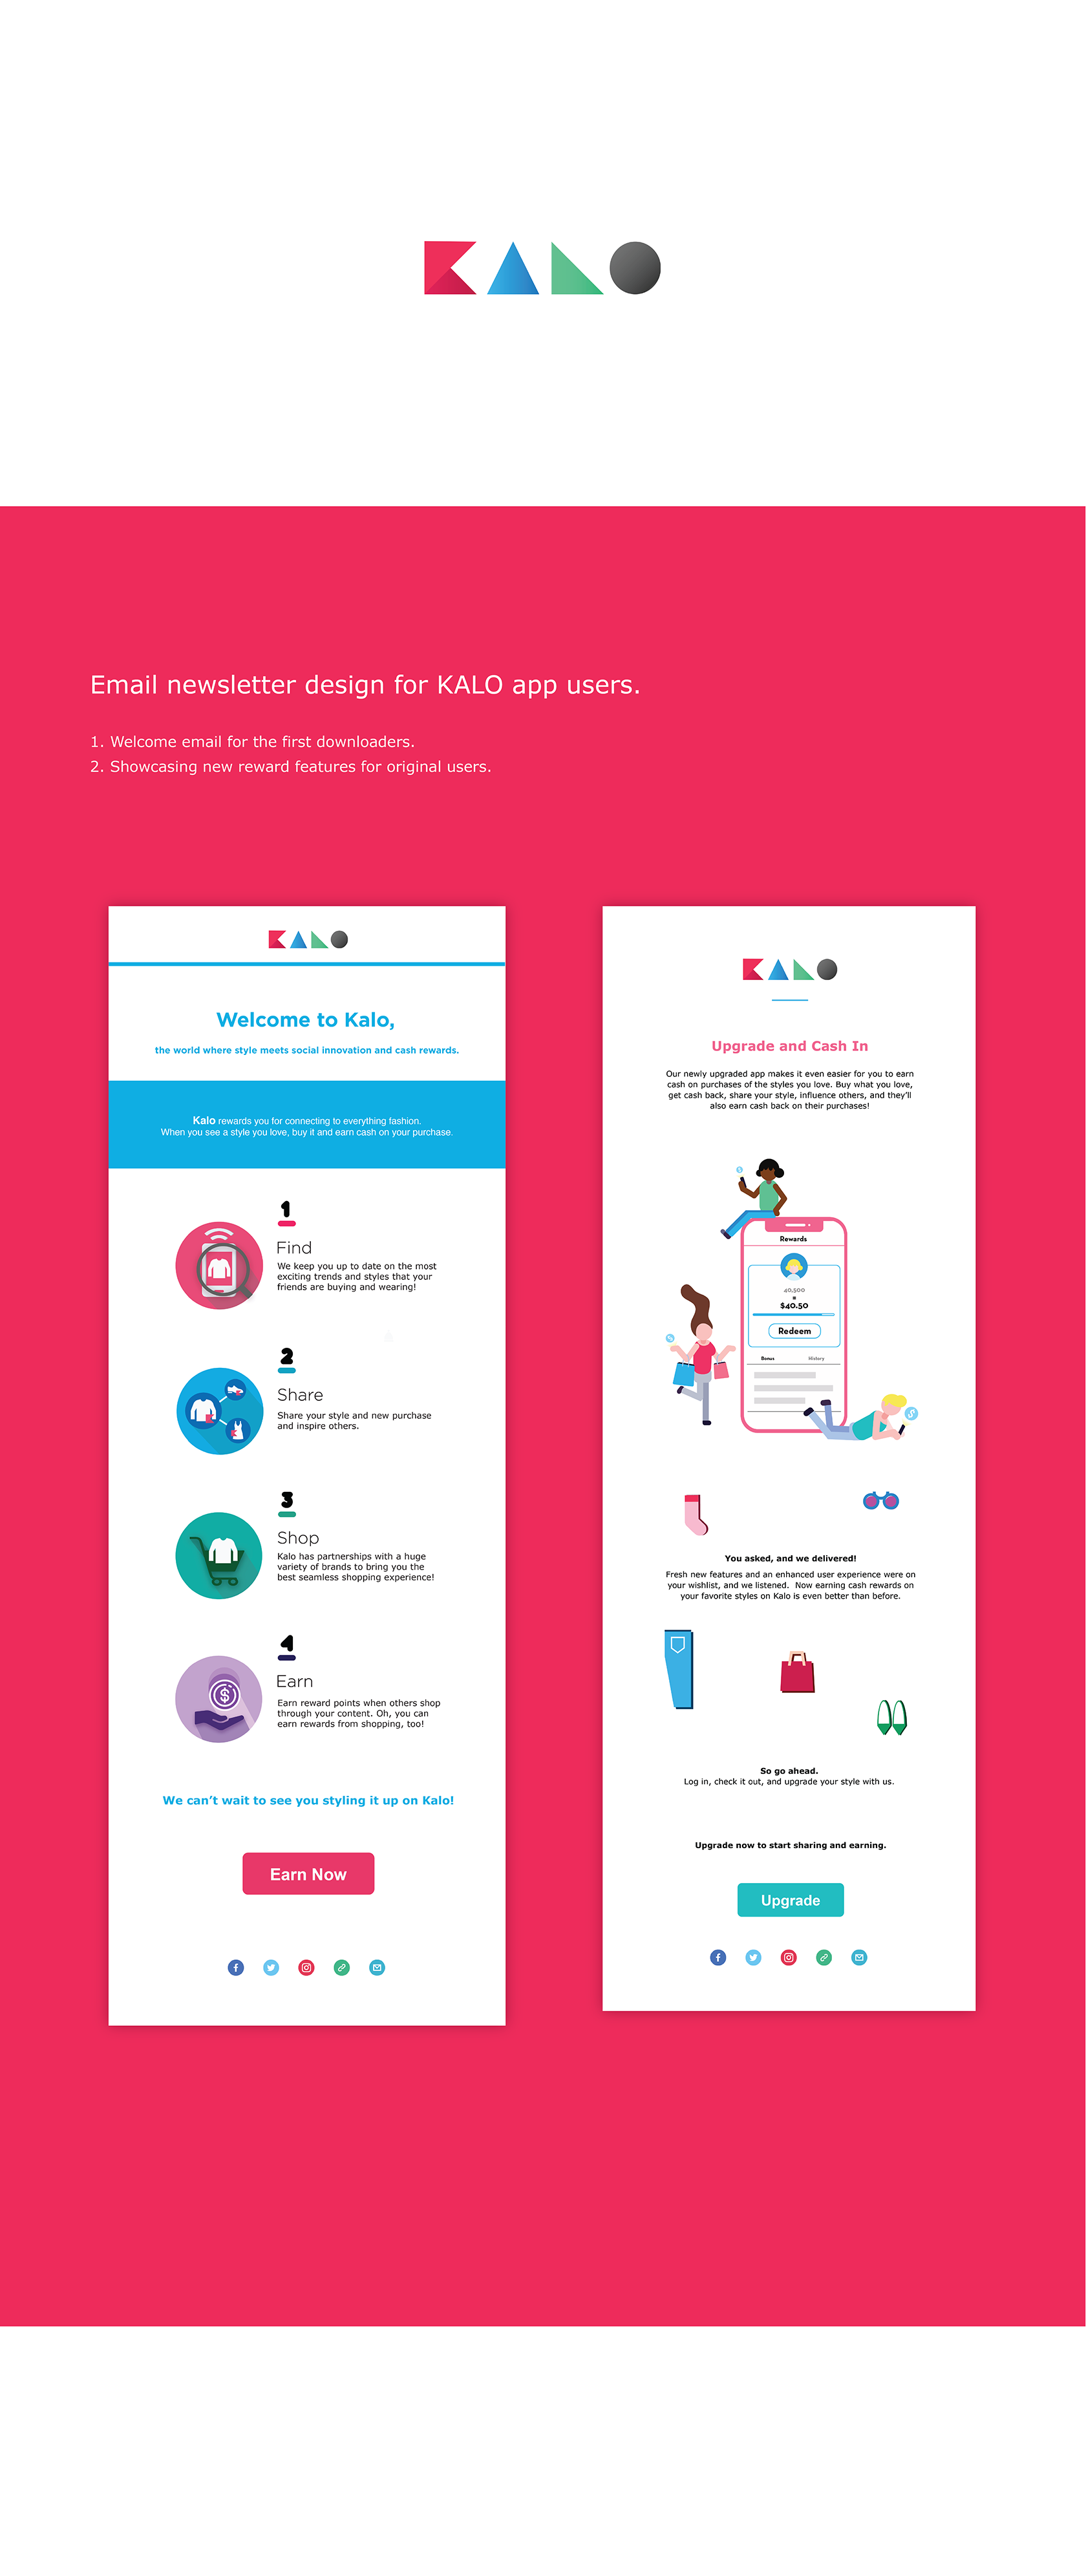 KALO
Email newsletter design for KALO app users.
1. Welcome email for the first downloaders.
2. Showcasing new reward features for original users.
KALO
Welcome to Kalo,
the world where style meets social innovation and cash rewards.
Kalo rewards you for connecting to everything fashion.
When you see a style you love, buy it and earn cash on your purchase.
1
Find
We keep you up to date on the most
exciting trends and styles that your
friends are buying and wearing!
2
Share
Share your style and new purchase
and inspire others.
3
Shop
Kalo has partnerships with a huge
variety of brands to bring you the
best seamless shopping experience!
4
Earn
$
Earn reward points when others shop
through your content. Oh, you can
earn rewards from shopping, too!
We can't wait to see you styling it up on Kalo!
Earn Now
KALO
Upgrade and Cash In
Our newly upgraded app makes it even easier for you to earn
cash on purchases of the styles you love. Buy what you love,
get cash back, share your style, influence others, and they'll
also earn cash back on their purchases!
Rewards
40,500
=
$40.50
Redeem
Bonus History
You asked, and we delivered!
Fresh new features and an enhanced user experience were on
your wishlist, and we listened.  Now earning cash rewards on
your favorite styles on Kalo is even better than before.
So go ahead.
Log in, check it out, and upgrade your style with us.
Upgrade now to start sharing and earning.
Upgrade